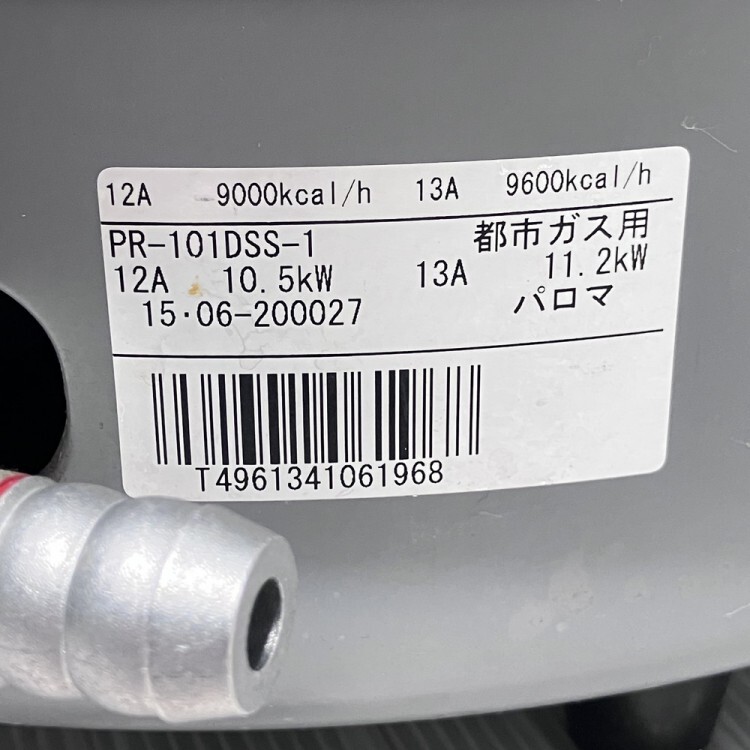 12A 9000kcal/h 13A 9600kcal/h
PR-101DSS-1 都市ガス用
12A 10.5kW 13A 11.2kW
15・06-200027 パロマ
T4961341061968